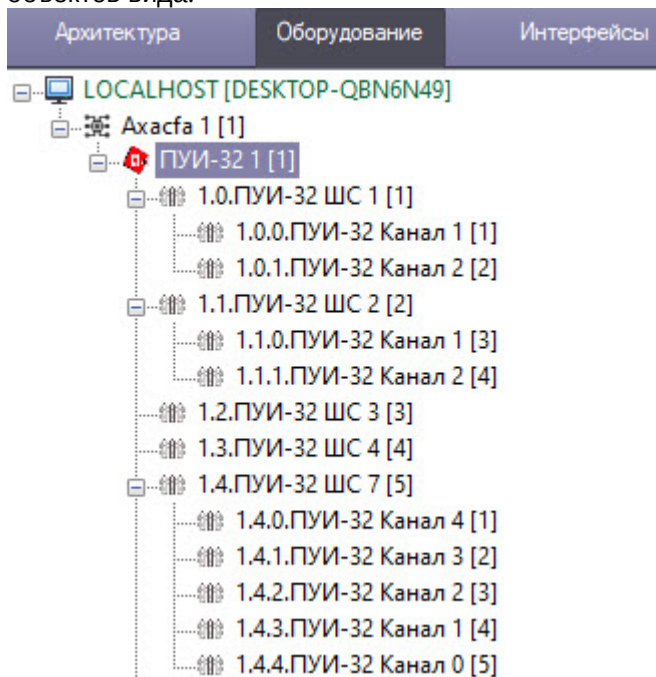 Архитектура Оборудование Интерфейсы
LOCALHOST [DESKTOP-QBN6N49]
Axacfa 1 [1]
ПУИ-32 1 [1]
1.0.ПУИ-32 ШС 1 [1]
1.0.0.ПУИ-32 Канал 1 [1]
1.0.1.ПУИ-32 Канал 2 [2]
1.1.ПУИ-32 ШС 2 [2]
1.1.0.ПУИ-32 Канал 1 [3]
1.1.1.ПУИ-32 Канал 2 [4]
1.2.ПУИ-32 ШС 3 [3]
1.3.ПУИ-32 ШС 4 [4]
1.4.ПУИ-32 ШС 7 [5]
1.4.0.ПУИ-32 Канал 4 [1]
1.4.1.ПУИ-32 Канал 3 [2]
1.4.2.ПУИ-32 Канал 2 [3]
1.4.3.ПУИ-32 Канал 1 [4]
1.4.4.ПУИ-32 Канал 0 [5]